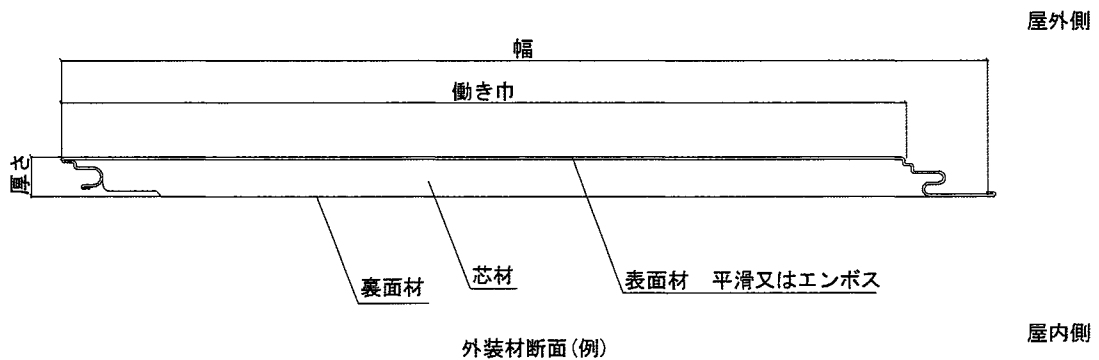 屋外側
幅
働き巾
厚さ
裏面材
芯材
表面材 平滑又はエンボス
屋内側
外装材断面(例)